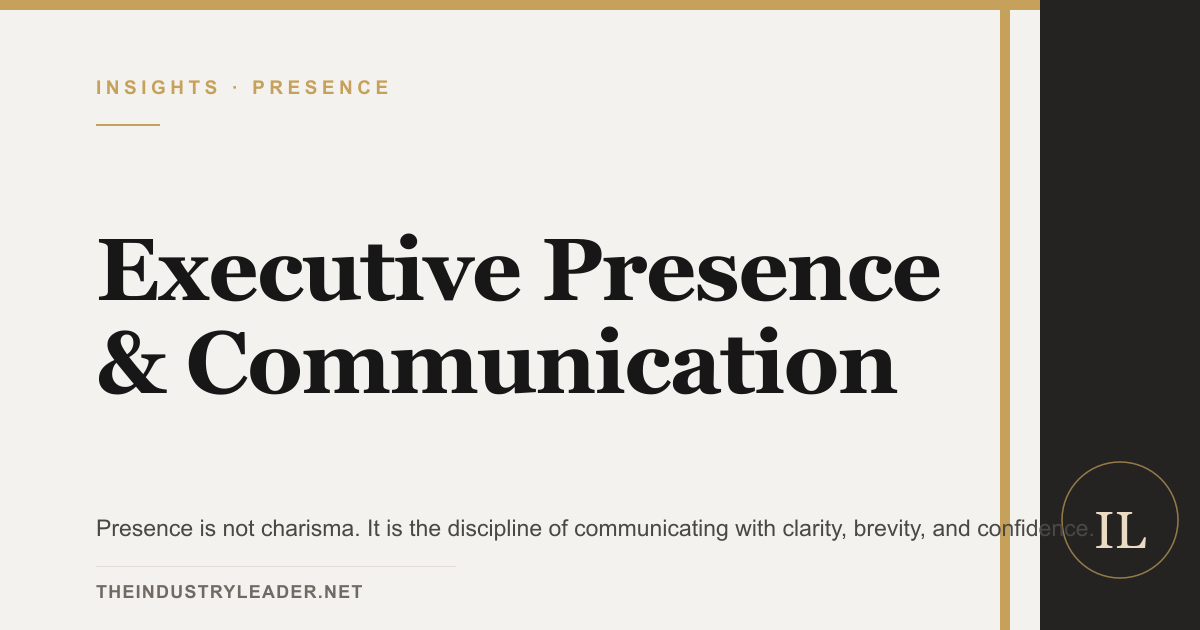 INSIGHTS · PRESENCE
Executive Presence
& Communication
Presence is not charisma. It is the discipline of communicating with clarity, brevity, and confidence.
IL
THEINDUSTRYLEADER.NET